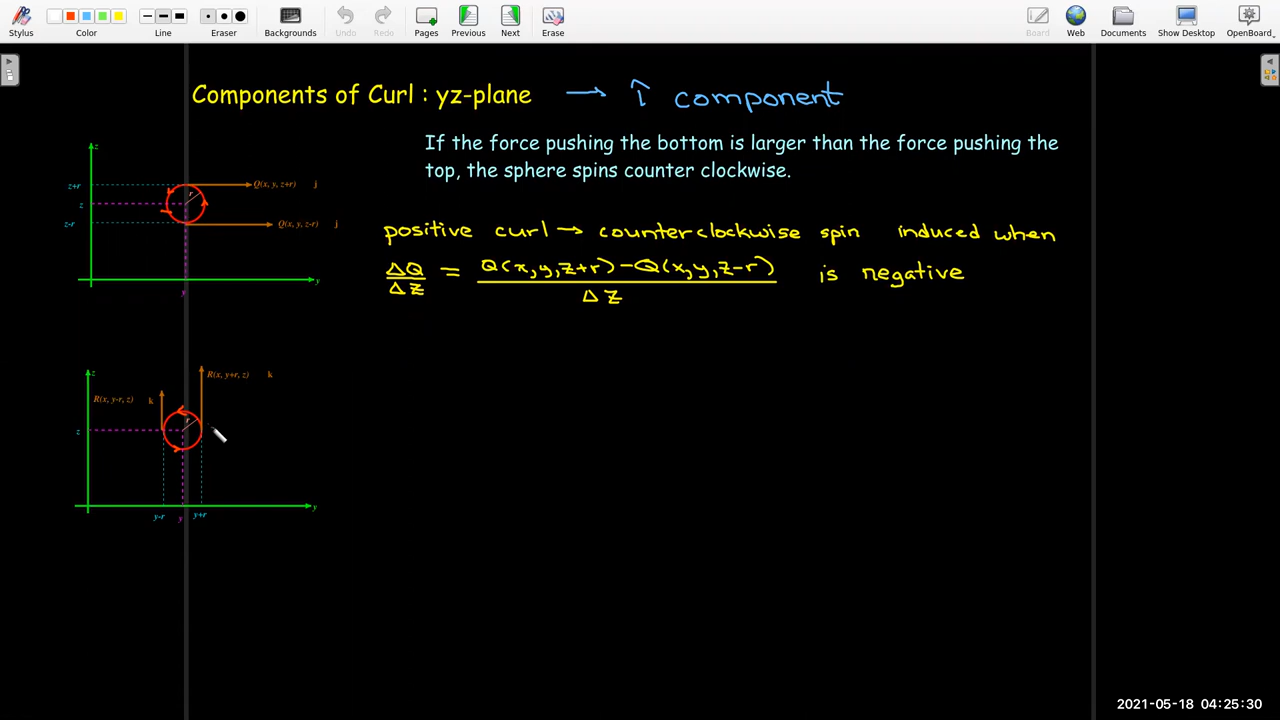 Stylus Color Line Eraser Backgrounds Undo Redo Pages Previous Next Erase Board Web Documents Show Desktop OpenBoard
Components of Curl : yz-plane → î component
If the force pushing the bottom is larger than the force pushing the
top, the sphere spins counter clockwise.
z
z+r
Q(x, y, z+r) j
r
z
z-r
Q(x, y, z-r) j
y
y
positive curl → counterclockwise spin induced when
ΔQ/ΔZ = Q(x,y,z+r)-Q(x,y,z-r)/ΔZ is negative
z
R(x, y+r, z) k
R(x, y-r, z) k
r
z
y
y-r y y+r
2021-05-18 04:25:30